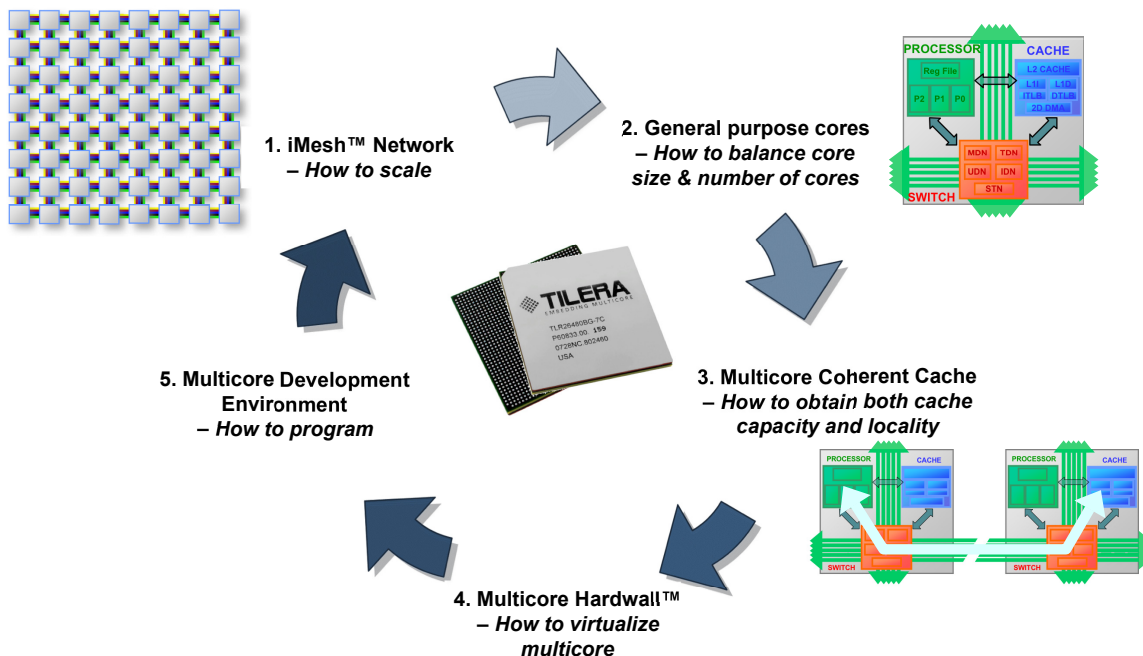 1. iMesh™ Network
– How to scale
2. General purpose cores
– How to balance core
size & number of cores
PROCESSOR
CACHE
Reg File
P2 P1 P0
L2 CACHE
L1I L1D
ITLB DTLB
2D DMA
MDN TDN
UDN IDN
STN
SWITCH
TILERA
EMBEDDING MULTICORE
TLR26480BG-7C
P60833.00. 159
0728NC.802460
USA
3. Multicore Coherent Cache
– How to obtain both cache
capacity and locality
PROCESSOR
CACHE
SWITCH
PROCESSOR
CACHE
SWITCH
4. Multicore Hardwall™
– How to virtualize
multicore
5. Multicore Development
Environment
– How to program